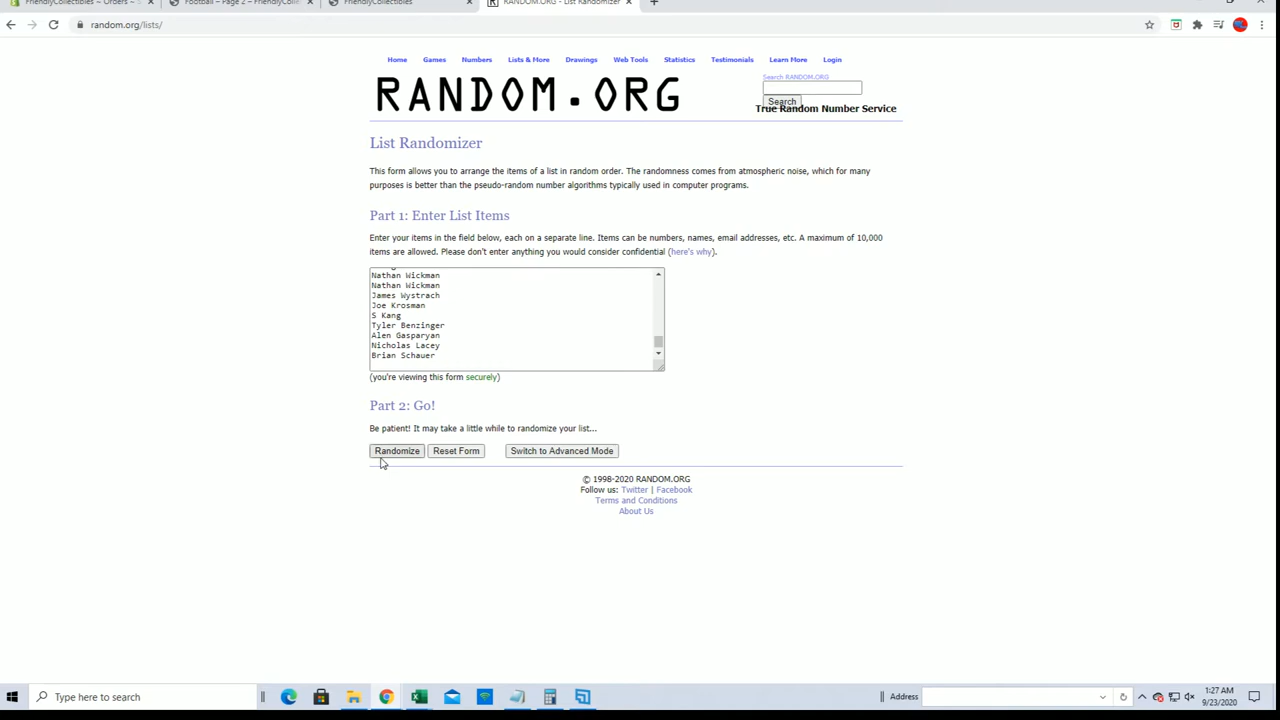 FriendlyCollectibles – Orders
Football – Page 2 – FriendlyColle
FriendlyCollectibles
RANDOM.ORG - List Randomizer
random.org/lists/
Home Games Numbers Lists & More Drawings Web Tools Statistics Testimonials Learn More Login
RANDOM.ORG
Search RANDOM.ORG
Search
True Random Number Service
List Randomizer
This form allows you to arrange the items of a list in random order. The randomness comes from atmospheric noise, which for many
purposes is better than the pseudo-random number algorithms typically used in computer programs.
Part 1: Enter List Items
Enter your items in the field below, each on a separate line. Items can be numbers, names, email addresses, etc. A maximum of 10,000
items are allowed. Please don't enter anything you would consider confidential (here's why).
Nathan Wickman
Nathan Wickman
James Wystrach
Joe Krosman
S Kang
Tyler Benzinger
Alen Gasparyan
Nicholas Lacey
Brian Schauer
(you're viewing this form securely)
Part 2: Go!
Be patient! It may take a little while to randomize your list...
Randomize Reset Form Switch to Advanced Mode
© 1998-2020 RANDOM.ORG
Follow us: Twitter | Facebook
Terms and Conditions
About Us
Type here to search
Address
1:27 AM
9/23/2020